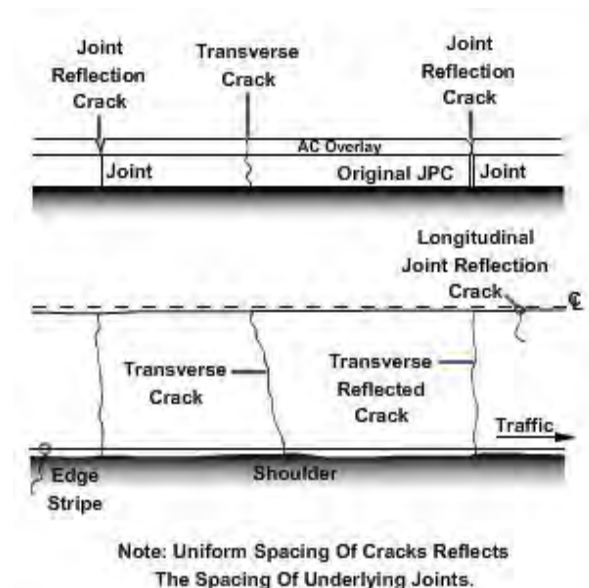 Joint
Reflection
Crack
Transverse
Crack
Joint
Reflection
Crack
AC Overlay
Joint
Original JPC
Joint
Longitudinal
Joint Reflection
Crack
℄
Transverse
Crack
Transverse
Reflected
Crack
Traffic
Edge
Stripe
Shoulder
Note: Uniform Spacing Of Cracks Reflects
The Spacing Of Underlying Joints.